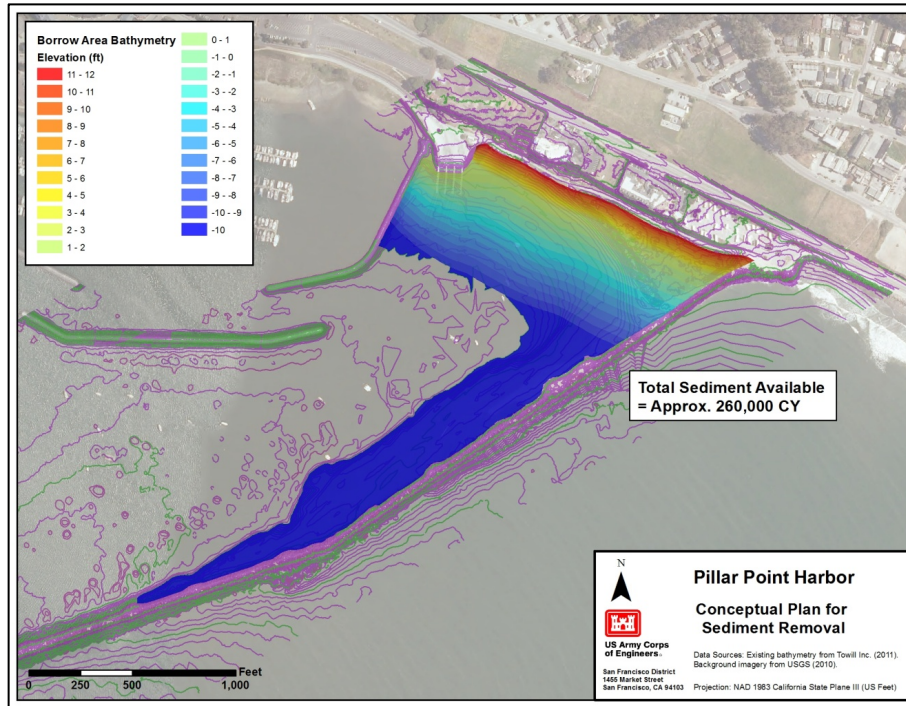 Borrow Area Bathymetry
Elevation (ft)
11 - 12
10 - 11
9 - 10
8 - 9
7 - 8
6 - 7
5 - 6
4 - 5
3 - 4
2 - 3
1 - 2
0 - 1
-1 - 0
-2 - -1
-3 - -2
-4 - -3
-5 - -4
-6 - -5
-7 - -6
-8 - -7
-9 - -8
-10 - -9
-10
Total Sediment Available
= Approx. 260,000 CY
N
US Army Corps
of Engineers®
San Francisco District
1455 Market Street
San Francisco, CA 94103
Pillar Point Harbor
Conceptual Plan for
Sediment Removal
Data Sources: Existing bathymetry from Towill Inc. (2011).
Background imagery from USGS (2010).
Projection: NAD 1983 California State Plane III (US Feet)
Feet
0 250 500 1,000